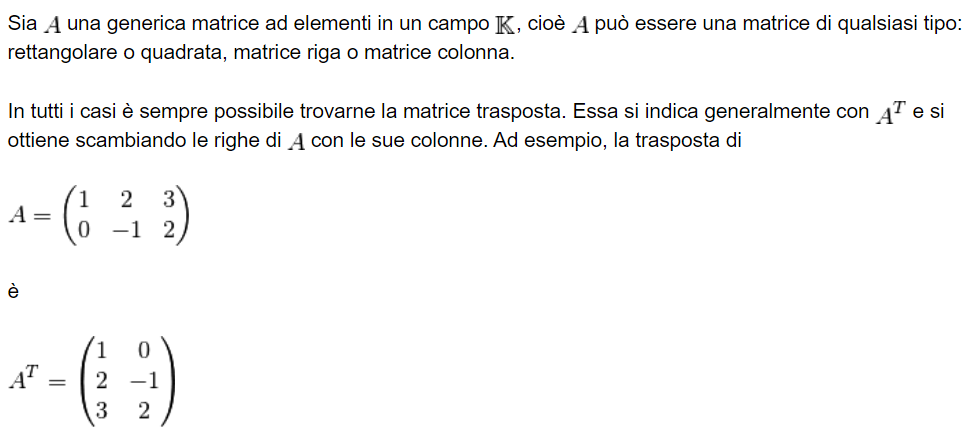 Sia A una generica matrice ad elementi in un campo 𝕂, cioè A può essere una matrice di qualsiasi tipo:
rettangolare o quadrata, matrice riga o matrice colonna.
In tutti i casi è sempre possibile trovarne la matrice trasposta. Essa si indica generalmente con A^T e si
ottiene scambiando le righe di A con le sue colonne. Ad esempio, la trasposta di
A = ( 1 2 3
0 −1 2 )
è
A^T = ( 1 0
2 −1
3 2 )